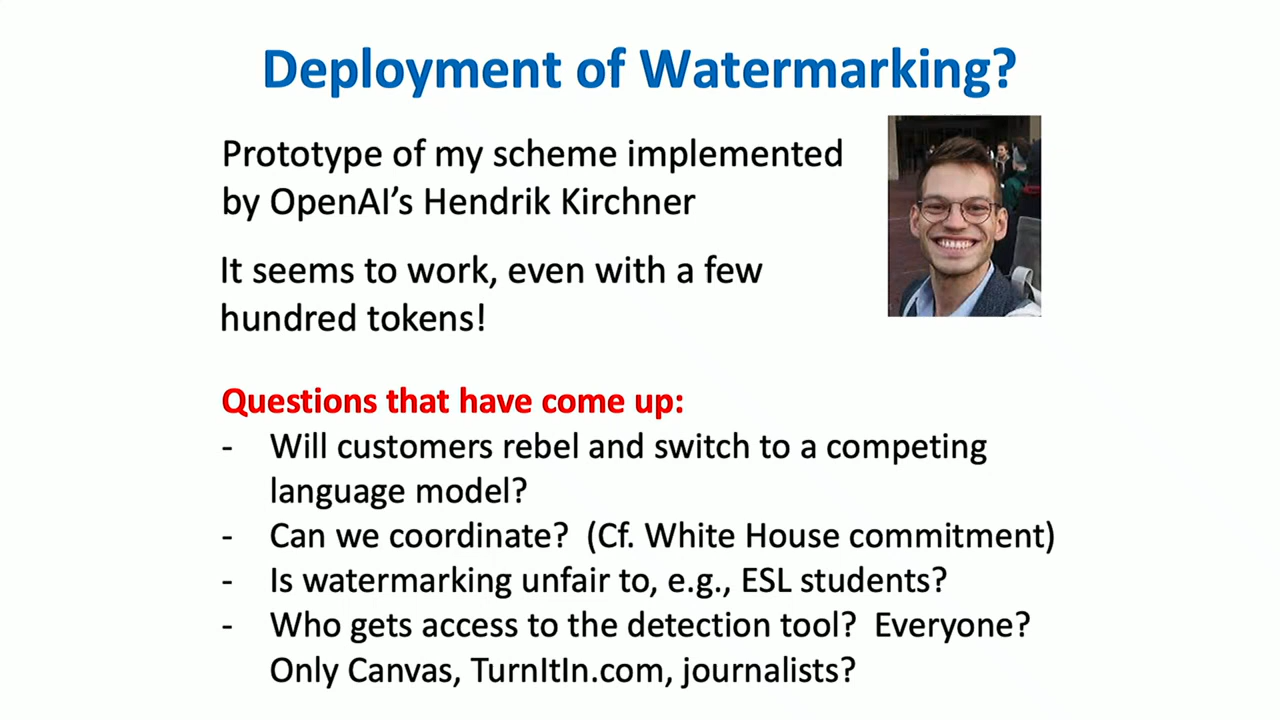 Deployment of Watermarking?
Prototype of my scheme implemented
by OpenAI’s Hendrik Kirchner
It seems to work, even with a few
hundred tokens!
Questions that have come up:
- Will customers rebel and switch to a competing
language model?
- Can we coordinate? (Cf. White House commitment)
- Is watermarking unfair to, e.g., ESL students?
- Who gets access to the detection tool? Everyone?
Only Canvas, TurnItIn.com, journalists?